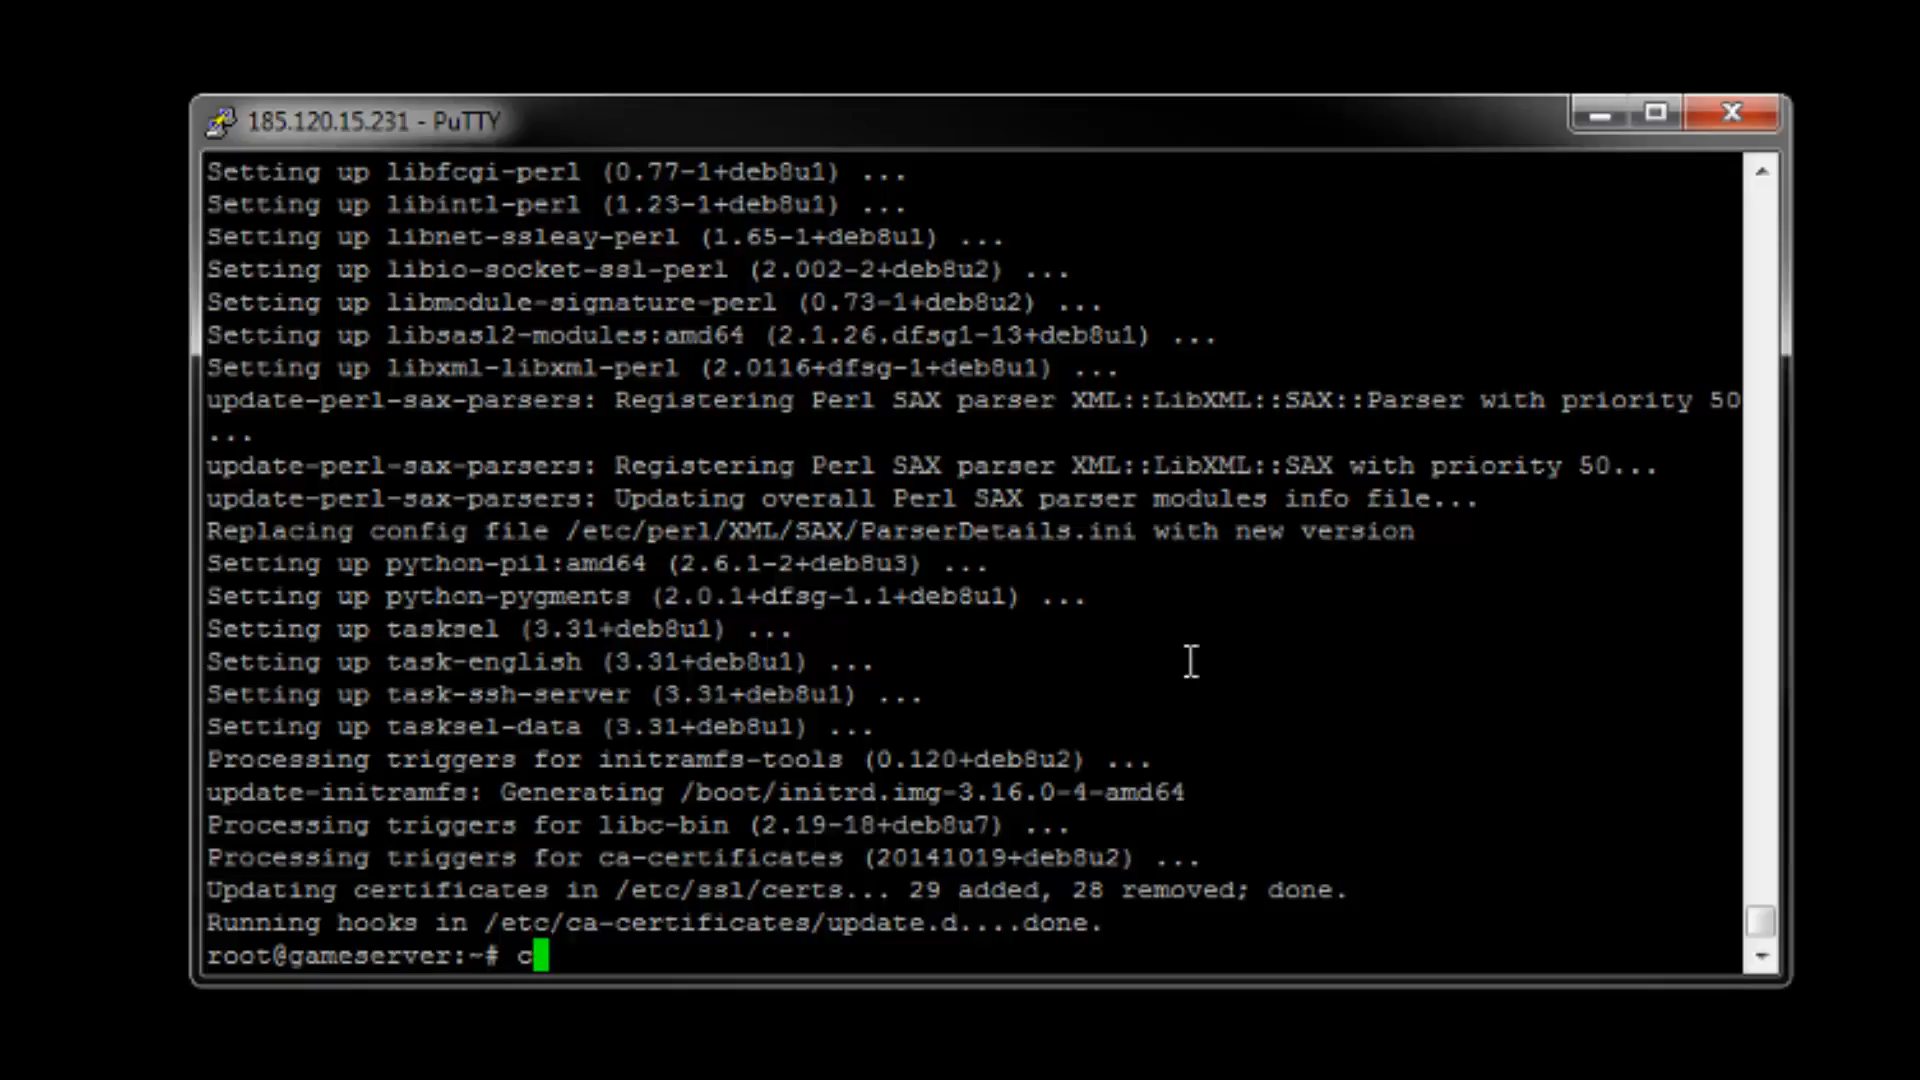 185.120.15.231 - PuTTY
Setting up libfcgi-perl (0.77-1+deb8u1) ...
Setting up libintl-perl (1.23-1+deb8u1) ...
Setting up libnet-ssleay-perl (1.65-1+deb8u1) ...
Setting up libio-socket-ssl-perl (2.002-2+deb8u2) ...
Setting up libmodule-signature-perl (0.73-1+deb8u2) ...
Setting up libsasl2-modules:amd64 (2.1.26.dfsg1-13+deb8u1) ...
Setting up libxml-libxml-perl (2.0116+dfsg-1+deb8u1) ...
update-perl-sax-parsers: Registering Perl SAX parser XML::LibXML::SAX::Parser with priority 50
...
update-perl-sax-parsers: Registering Perl SAX parser XML::LibXML::SAX with priority 50...
update-perl-sax-parsers: Updating overall Perl SAX parser modules info file...
Replacing config file /etc/perl/XML/SAX/ParserDetails.ini with new version
Setting up python-pil:amd64 (2.6.1-2+deb8u3) ...
Setting up python-pygments (2.0.1+dfsg-1.1+deb8u1) ...
Setting up tasksel (3.31+deb8u1) ...
Setting up task-english (3.31+deb8u1) ...
Setting up task-ssh-server (3.31+deb8u1) ...
Setting up tasksel-data (3.31+deb8u1) ...
Processing triggers for initramfs-tools (0.120+deb8u2) ...
update-initramfs: Generating /boot/initrd.img-3.16.0-4-amd64
Processing triggers for libc-bin (2.19-18+deb8u7) ...
Processing triggers for ca-certificates (20141019+deb8u2) ...
Updating certificates in /etc/ssl/certs... 29 added, 28 removed; done.
Running hooks in /etc/ca-certificates/update.d....done.
root@gameserver:~# c